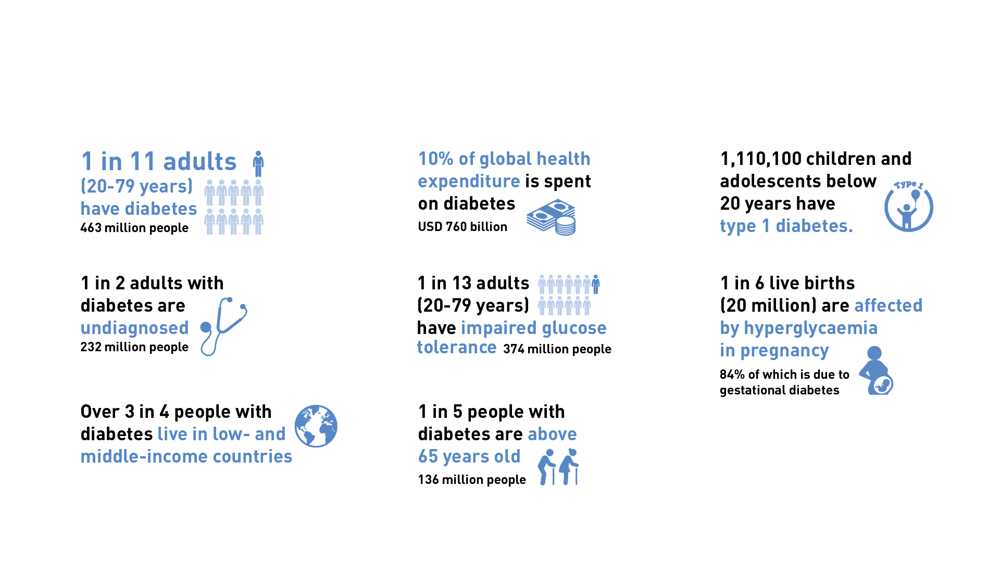 1 in 11 adults
(20-79 years)
have diabetes
463 million people
10% of global health
expenditure is spent
on diabetes
USD 760 billion
1,110,100 children and
adolescents below
20 years have
type 1 diabetes.
Type 1
1 in 2 adults with
diabetes are
undiagnosed
232 million people
1 in 13 adults
(20-79 years)
have impaired glucose
tolerance 374 million people
1 in 6 live births
(20 million) are affected
by hyperglycaemia
in pregnancy
84% of which is due to
gestational diabetes
Over 3 in 4 people with
diabetes live in low- and
middle-income countries
1 in 5 people with
diabetes are above
65 years old
136 million people